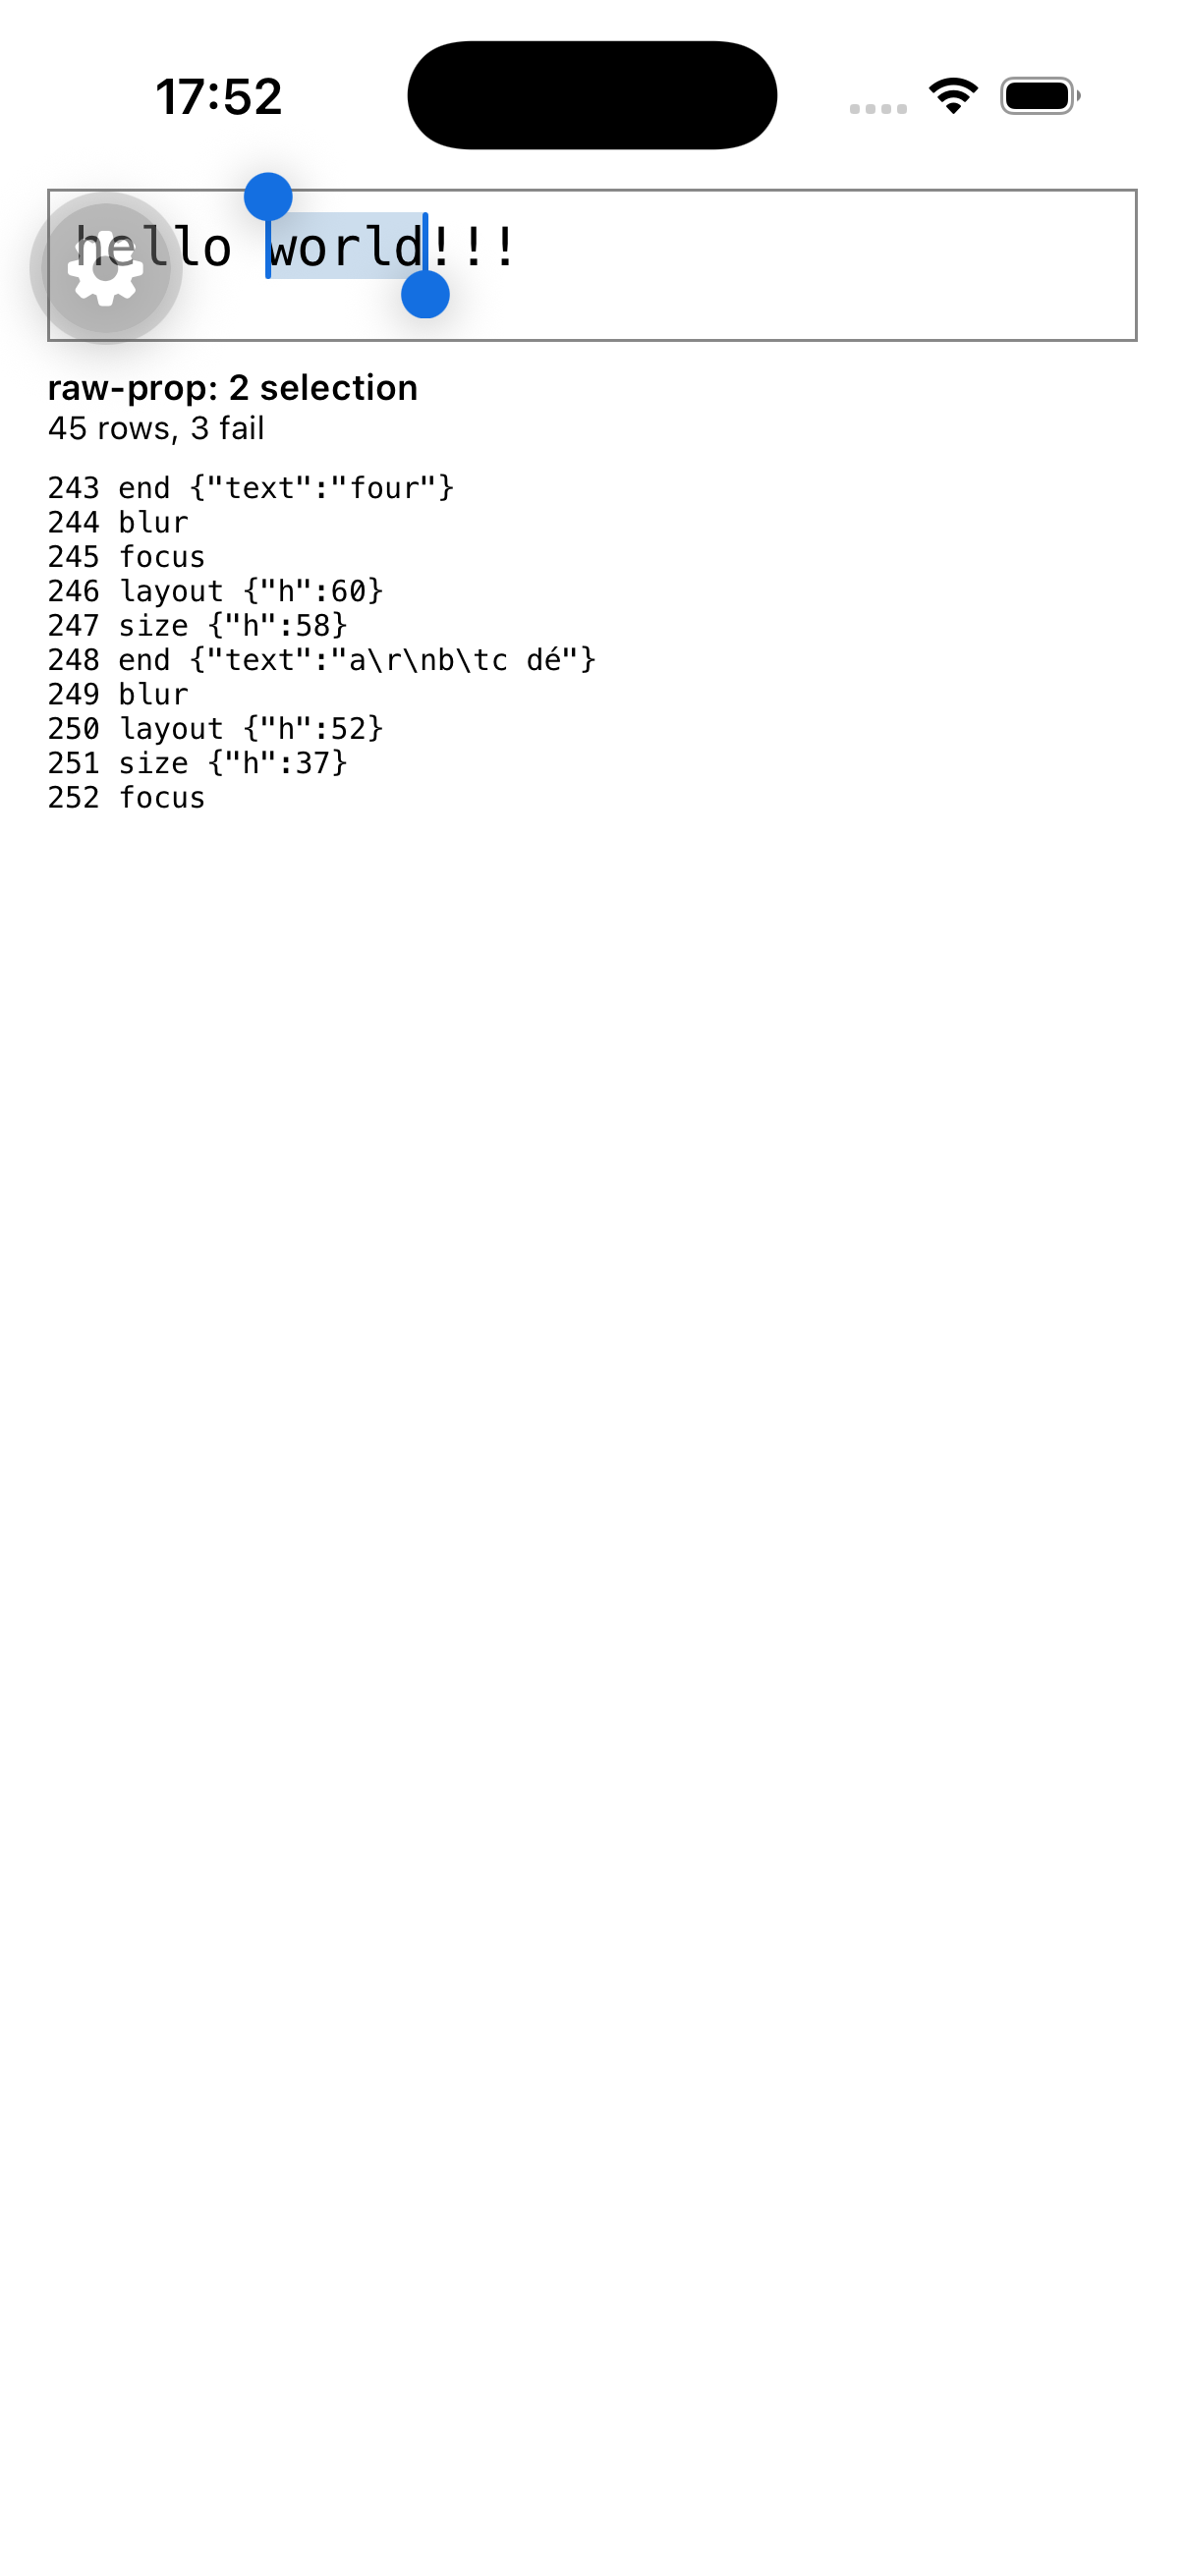 17:52
hello world!!!
raw-prop: 2 selection
45 rows, 3 fail
243 end {"text":"four"}
244 blur
245 focus
246 layout {"h":60}
247 size {"h":58}
248 end {"text":"a\r\nb\tc dé"}
249 blur
250 layout {"h":52}
251 size {"h":37}
252 focus